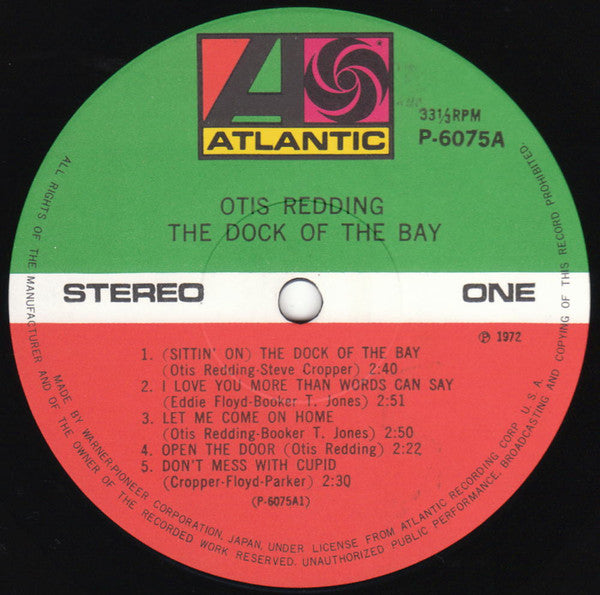 ATLANTIC
33⅓RPM
P-6075A
OTIS REDDING
THE DOCK OF THE BAY
STEREO
ONE
℗ 1972
1. (SITTIN' ON) THE DOCK OF THE BAY
(Otis Redding-Steve Cropper) 2:40
2. I LOVE YOU MORE THAN WORDS CAN SAY
(Eddie Floyd-Booker T. Jones) 2:51
3. LET ME COME ON HOME
(Otis Redding-Booker T. Jones) 2:50
4. OPEN THE DOOR (Otis Redding) 2:22
5. DON'T MESS WITH CUPID
(Cropper-Floyd-Parker) 2:30
(P-6075A1)
MADE BY WARNER-PIONEER CORPORATION, JAPAN, UNDER LICENSE FROM ATLANTIC RECORDING CORP. U.S.A.
ALL RIGHTS OF THE MANUFACTURER AND OF THE OWNER OF THE RECORDED WORK RESERVED. UNAUTHORIZED PUBLIC PERFORMANCE, BROADCASTING AND COPYING OF THIS RECORD PROHIBITED.